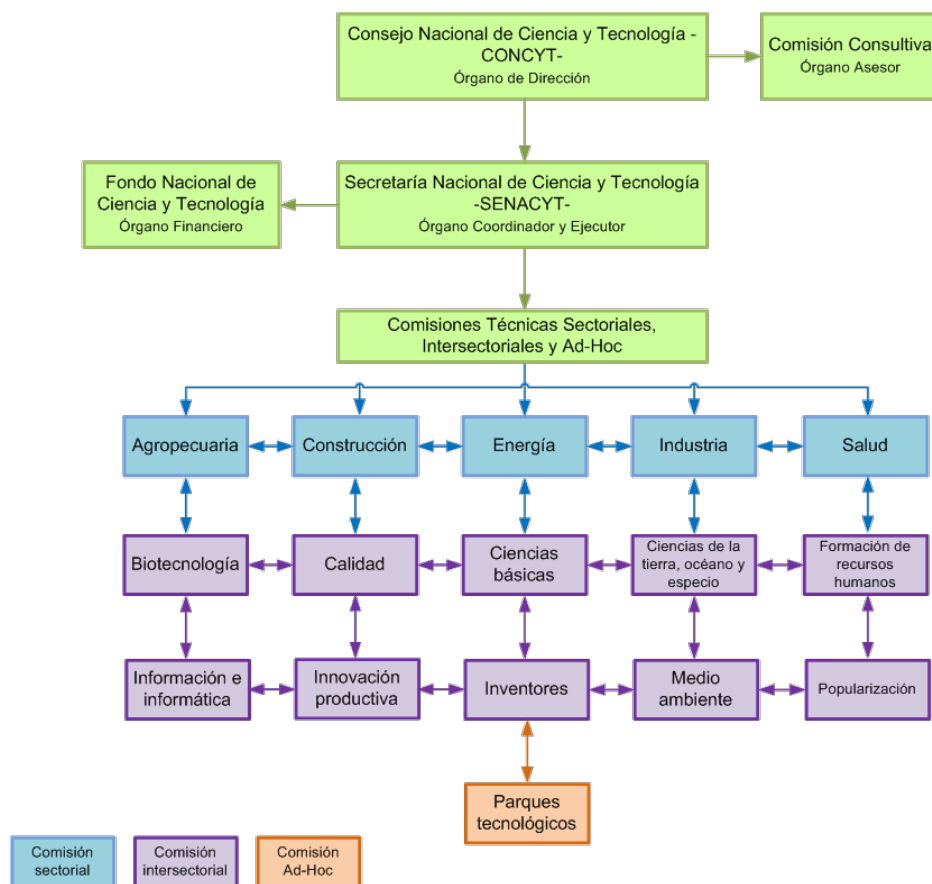 Consejo Nacional de Ciencia y Tecnología -
CONCYT-
Órgano de Dirección
Comisión Consultiva
Órgano Asesor
Fondo Nacional de
Ciencia y Tecnología
Órgano Financiero
Secretaría Nacional de Ciencia y Tecnología
-SENACYT-
Órgano Coordinador y Ejecutor
Comisiones Técnicas Sectoriales,
Intersectoriales y Ad-Hoc
Agropecuaria
Construcción
Energía
Industria
Salud
Biotecnología
Calidad
Ciencias
básicas
Ciencias de la
tierra, océano y
especio
Formación de
recursos
humanos
Información e
informática
Innovación
productiva
Inventores
Medio
ambiente
Popularización
Parques
tecnológicos
Comisión
sectorial
Comisión
intersectorial
Comisión
Ad-Hoc